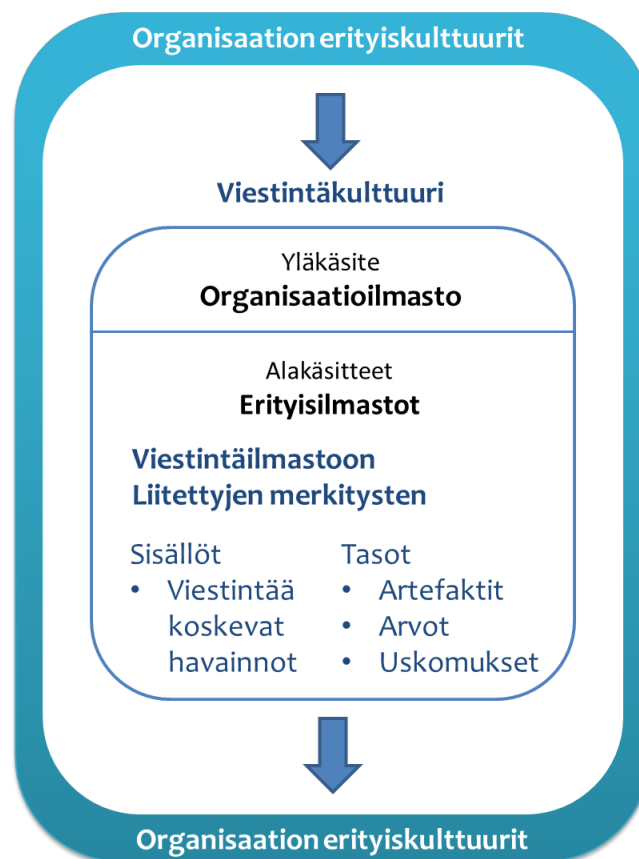 Organisaation erityiskulttuurit
Viestintäkulttuuri
Yläkäsite
Organisaatioilmasto
Alakäsitteet
Erityisilmastot
Viestintäilmastoon
Liitettyjen merkitysten
Sisällöt
• Viestintää
koskevat
havainnot
Tasot
• Artefaktit
• Arvot
• Uskomukset
Organisaation erityiskulttuurit